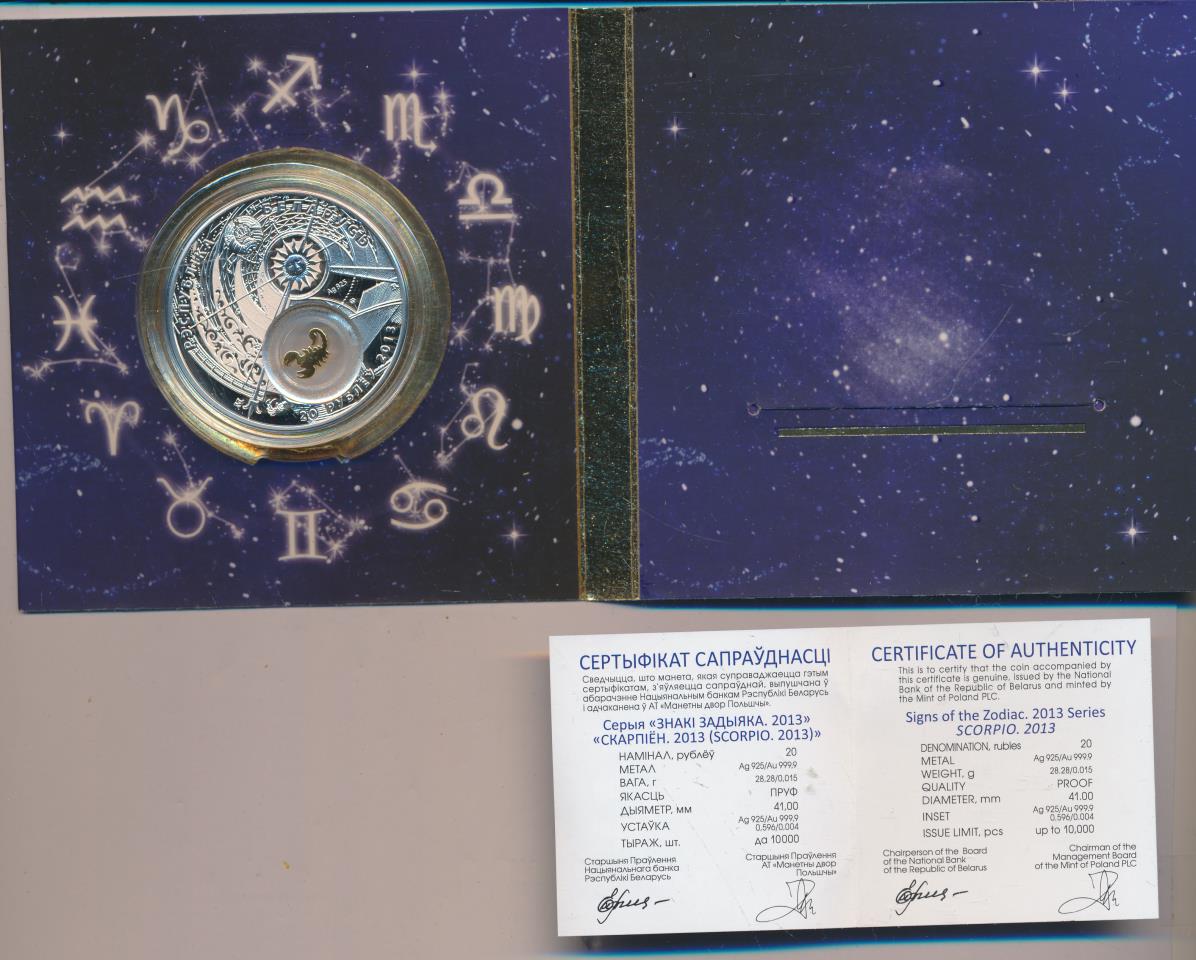 РЭСПУБЛІКА БЕЛАРУСЬ
Ag 925
20 РУБЛЁЎ 2013
СЕРТЫФІКАТ САПРАЎДНАСЦІ
Сведчыцца, што манета, якая суправаджаецца гэтым
сертыфікатам, з'яўляецца сапраўднай, выпушчана ў
абарачэнне Нацыянальным банкам Рэспублікі Беларусь
і адчаканена ў АТ «Манетны двор Польшчы».
Серыя «ЗНАКІ ЗАДЫЯКА. 2013»
«СКАРПІЁН. 2013 (SCORPIO. 2013)»
НАМІНАЛ, рублёў 20
МЕТАЛ Ag 925/Au 999,9
ВАГА, г 28,28/0,015
ЯКАСЦЬ ПРУФ
ДЫЯМЕТР, мм 41,00
УСТАЎКА Ag 925/Au 999,9
0,596/0,004
ТЫРАЖ, шт. да 10000
Старшыня Праўлення
Нацыянальнага банка
Рэспублікі Беларусь
Старшыня Праўлення
АТ «Манетны двор
Польшчы»
CERTIFICATE OF AUTHENTICITY
This is to certify that the coin accompanied by
this certificate is genuine, issued by the National
Bank of the Republic of Belarus and minted by
the Mint of Poland PLC.
Signs of the Zodiac. 2013 Series
SCORPIO. 2013
DENOMINATION, rubles 20
METAL Ag 925/Au 999.9
WEIGHT, g 28.28/0.015
QUALITY PROOF
DIAMETER, mm 41.00
INSET Ag 925/Au 999.9
0.596/0.004
ISSUE LIMIT, pcs up to 10,000
Chairperson of the Board
of the National Bank
of the Republic of Belarus
Chairman of the
Management Board
of the Mint of Poland PLC